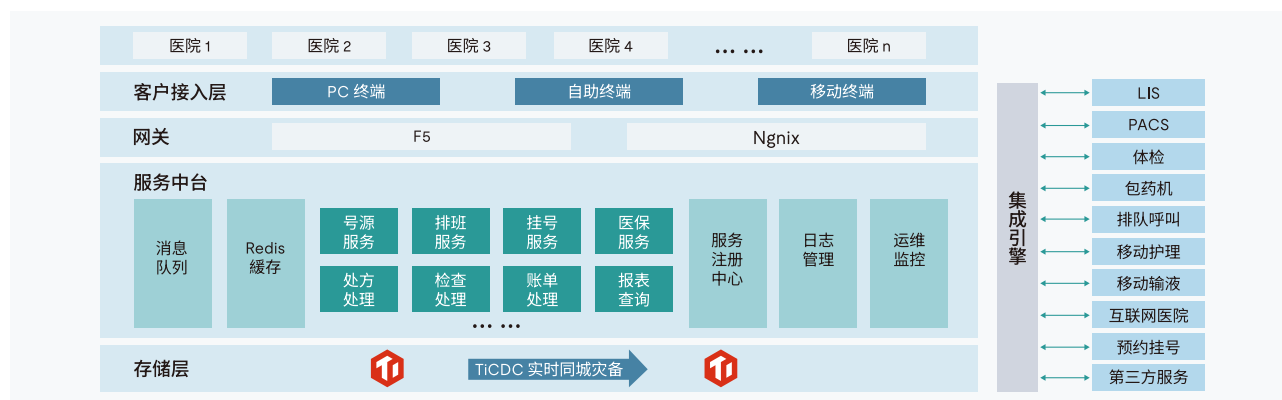 医院 1
医院 2
医院 3
医院 4
... ...
医院 n
客户接入层
PC 终端
自助终端
移动终端
网关
F5
Ngnix
服务中台
消息
队列
Redis
緩存
号源
服务
排班
服务
挂号
服务
医保
服务
处方
处理
检查
处理
账单
处理
报表
查询
... ...
服务
注册
中心
日志
管理
运维
监控
存储层
TiCDC 实时同城灾备
集成引擎
LIS
PACS
体检
包药机
排队呼叫
移动护理
移动输液
互联网医院
预约挂号
第三方服务